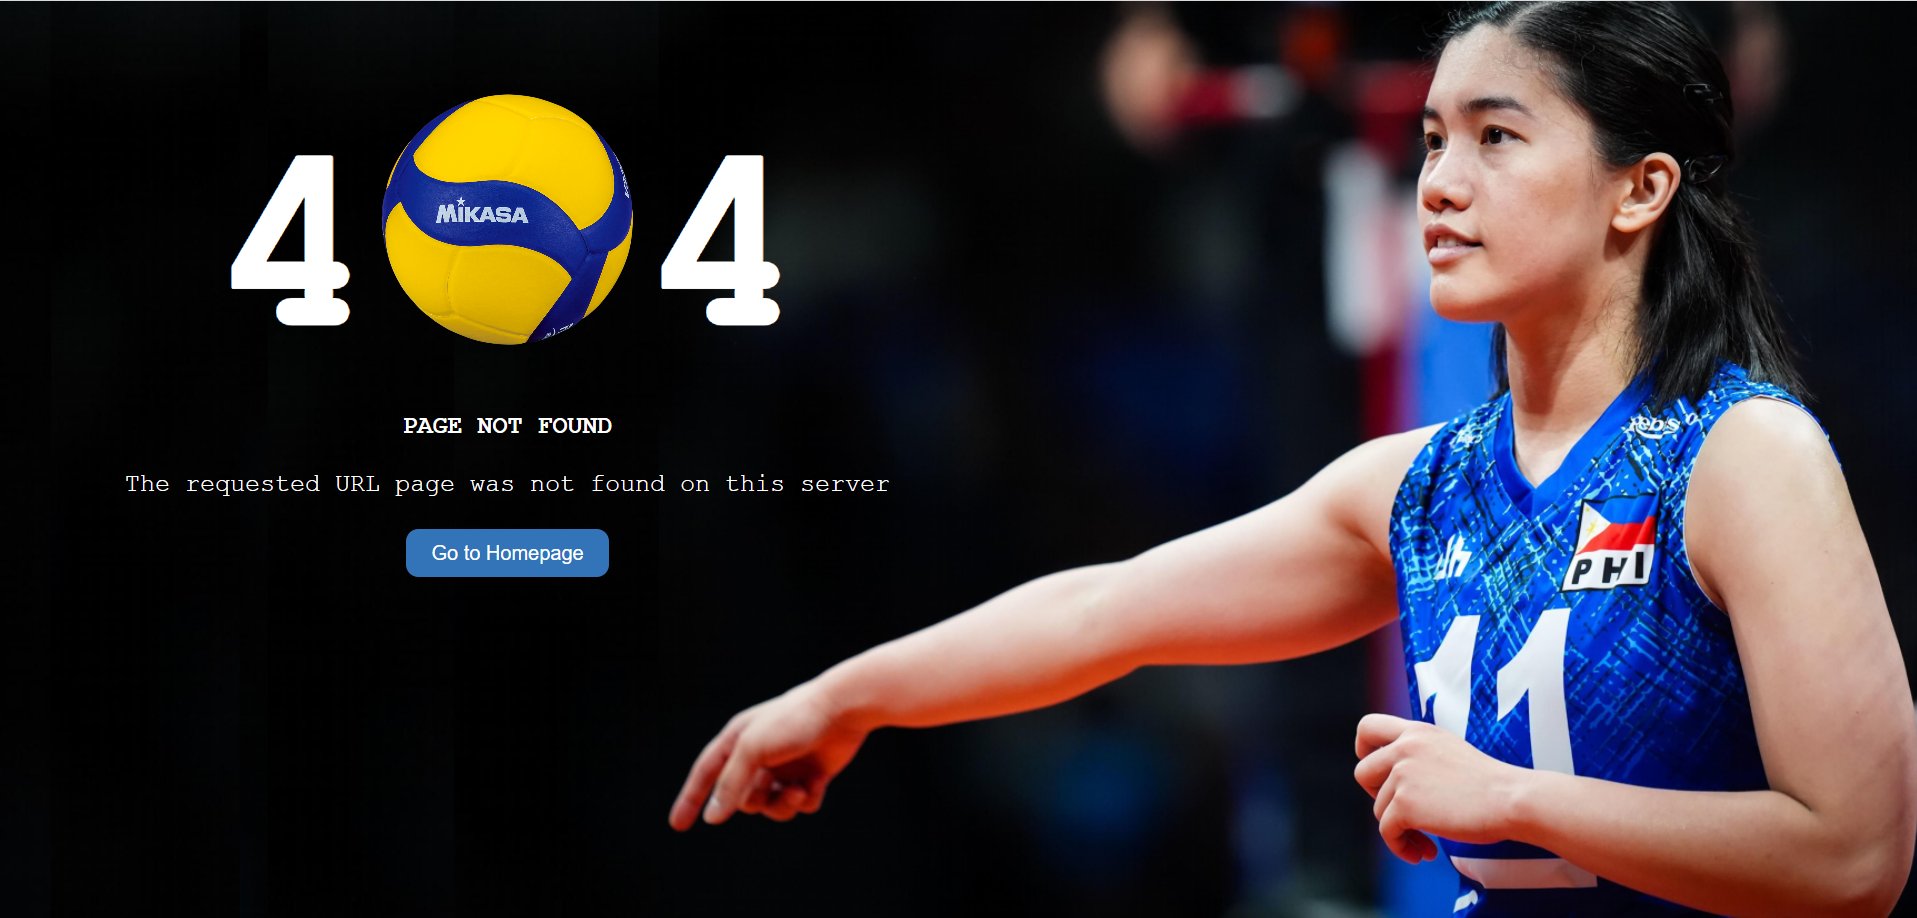 4 4
MIKASA
PAGE NOT FOUND
The requested URL page was not found on this server
Go to Homepage
PHI
11